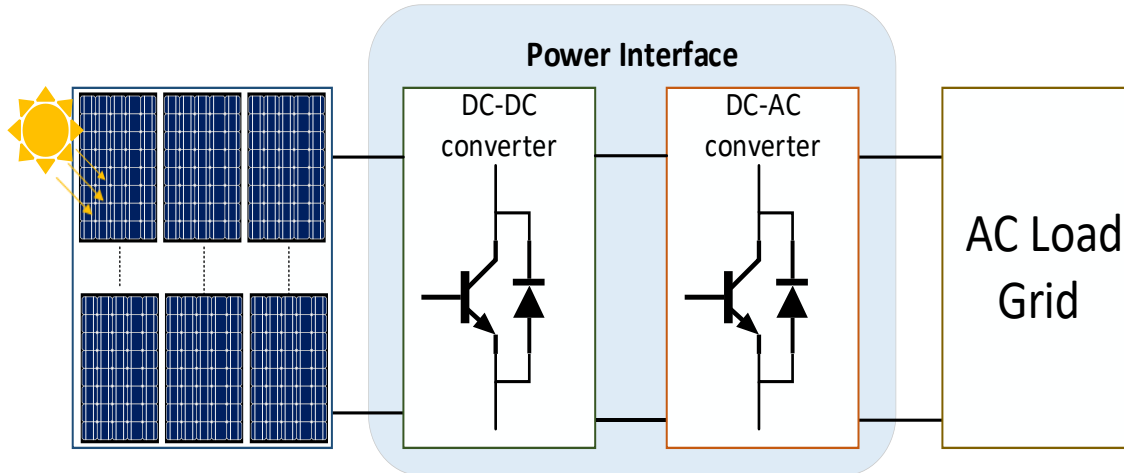 Power Interface
DC-DC
converter
DC-AC
converter
AC Load
Grid